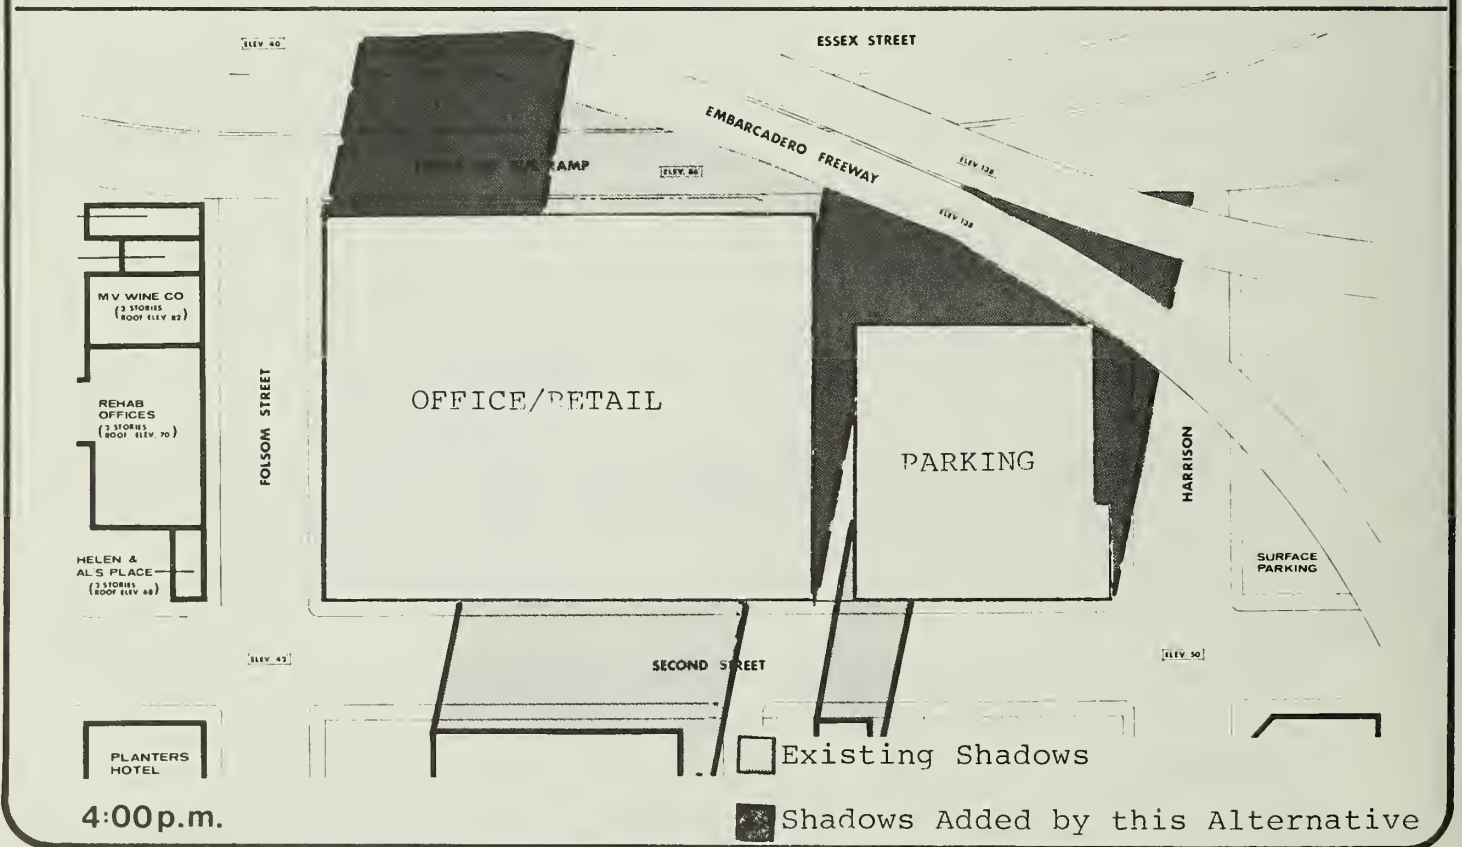 ELEV 40
ESSEX STREET
EMBARCADERO FREEWAY
RAMP
ELEV. 86
ELEV 138
ELEV 138
MV WINE CO
(2 STORIES
ROOF ELEV 82)
REHAB
OFFICES
(2 STORIES
ROOF ELEV. 70)
FOLSOM STREET
OFFICE/RETAIL
PARKING
HARRISON
HELEN &
AL'S PLACE
(2 STORIES
ROOF ELEV 68)
SURFACE
PARKING
ELEV 42
SECOND STREET
ELEV 50
PLANTERS
HOTEL
Existing Shadows
4:00p.m.
Shadows Added by this Alternative